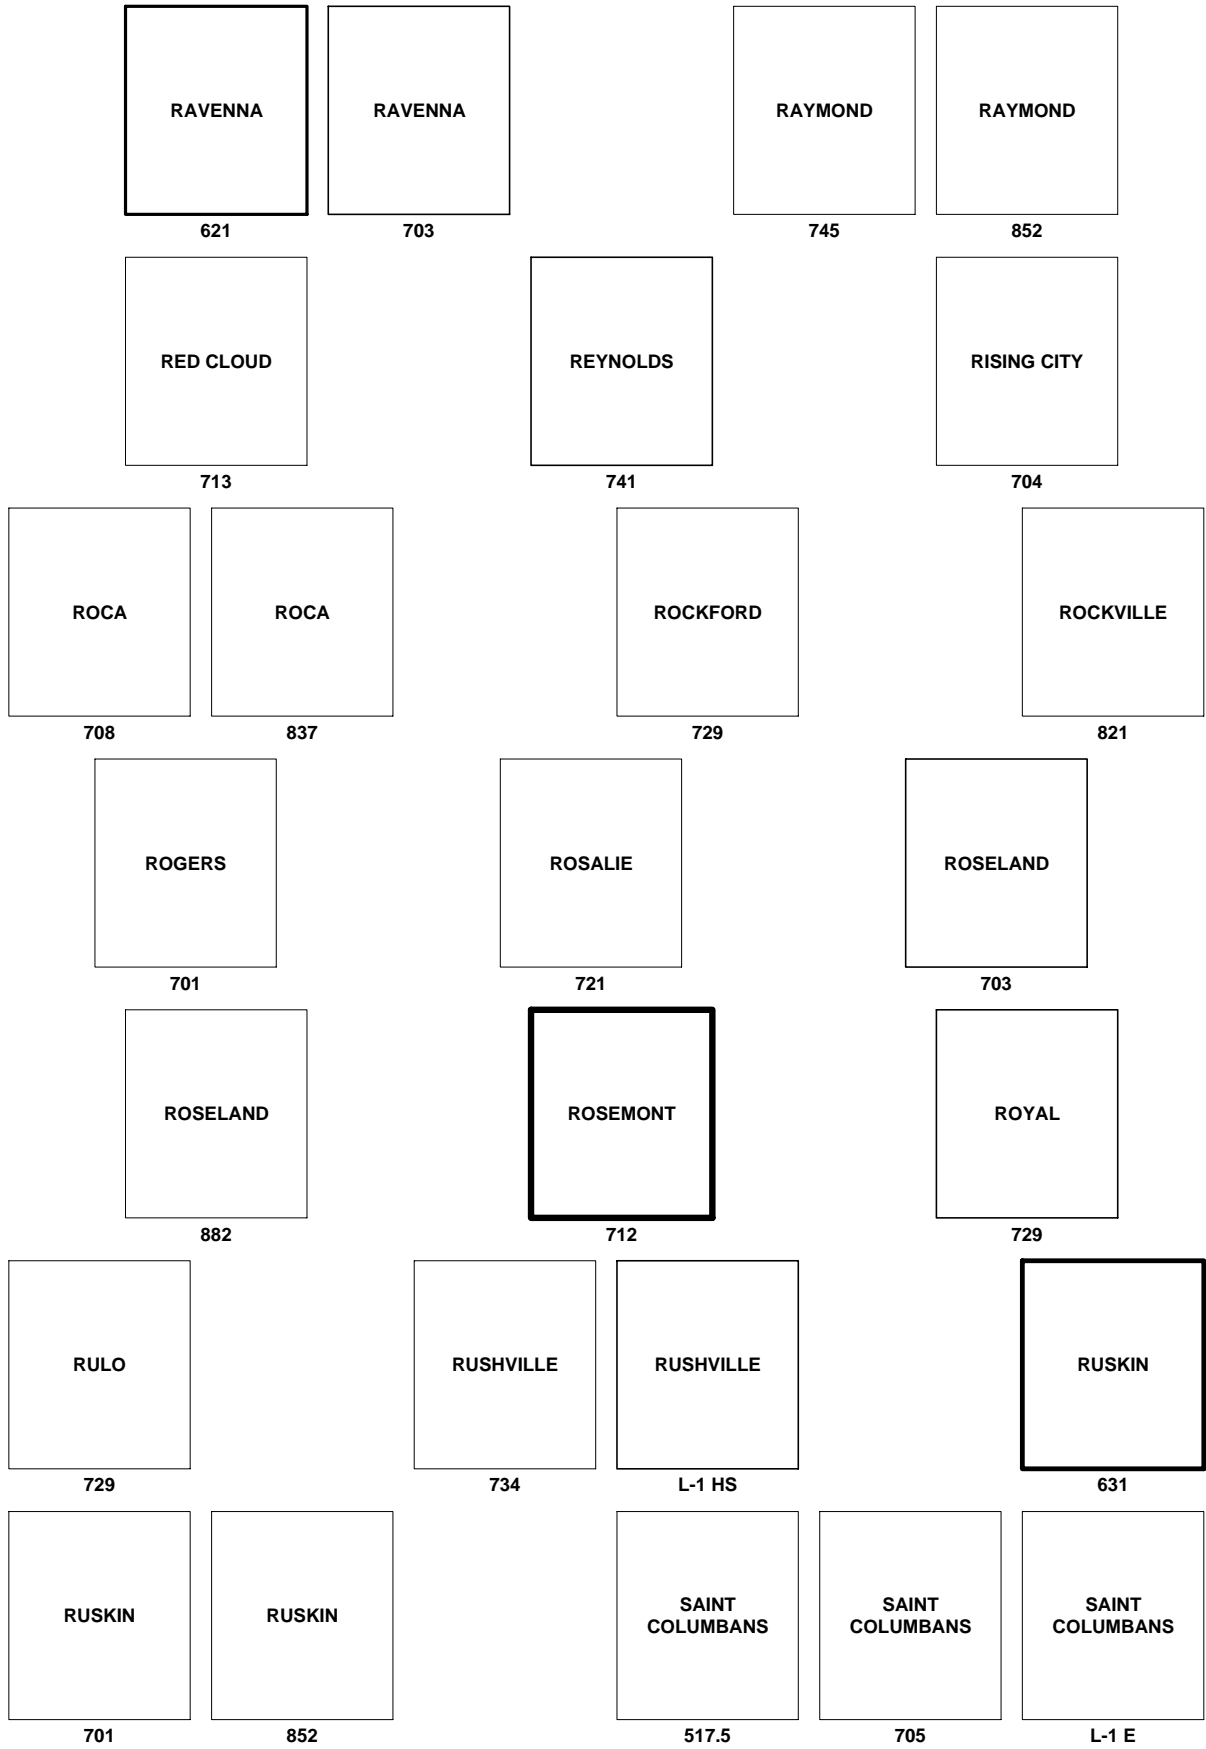 RAVENNA
RAVENNA
RAYMOND
RAYMOND
621
703
745
852
RED CLOUD
REYNOLDS
RISING CITY
713
741
704
ROCA
ROCA
ROCKFORD
ROCKVILLE
708
837
729
821
ROGERS
ROSALIE
ROSELAND
701
721
703
ROSELAND
ROSEMONT
ROYAL
882
712
729
RULO
RUSHVILLE
RUSHVILLE
RUSKIN
729
734
L-1 HS
631
RUSKIN
RUSKIN
SAINT
COLUMBANS
SAINT
COLUMBANS
SAINT
COLUMBANS
701
852
517.5
705
L-1 E